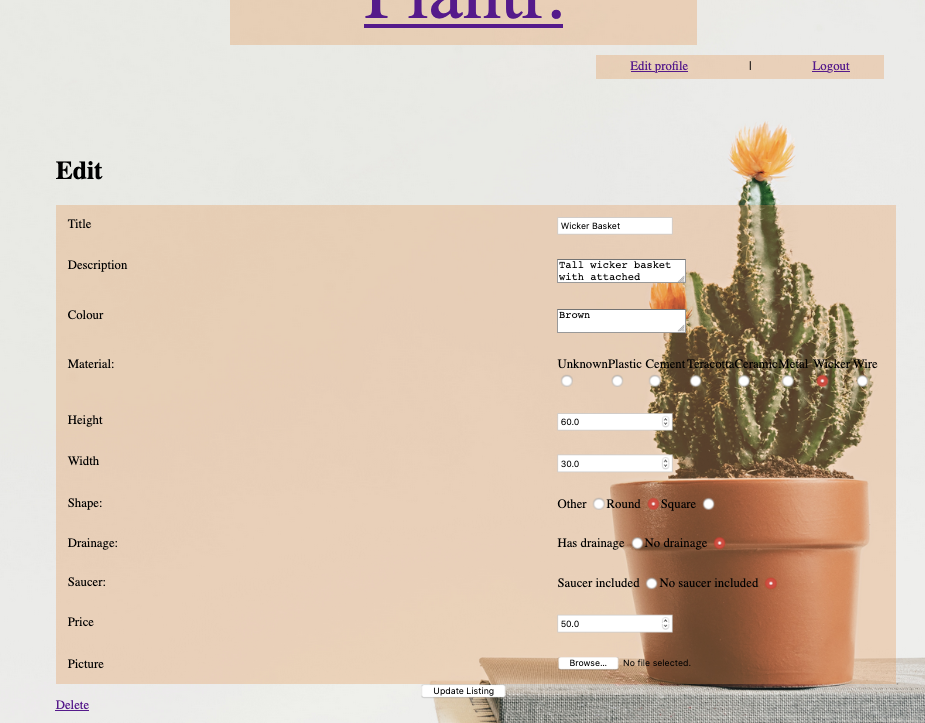 Plantr.
Edit profile | Logout
Edit
Title Wicker Basket
Description Tall wicker basket
with attached
Colour Brown
Material: Unknown Plastic Cement Teracotta Ceramic Metal Wicker Wire
Height 60.0
Width 30.0
Shape: Other Round Square
Drainage: Has drainage No drainage
Saucer: Saucer included No saucer included
Price 50.0
Picture Browse... No file selected.
Update Listing
Delete